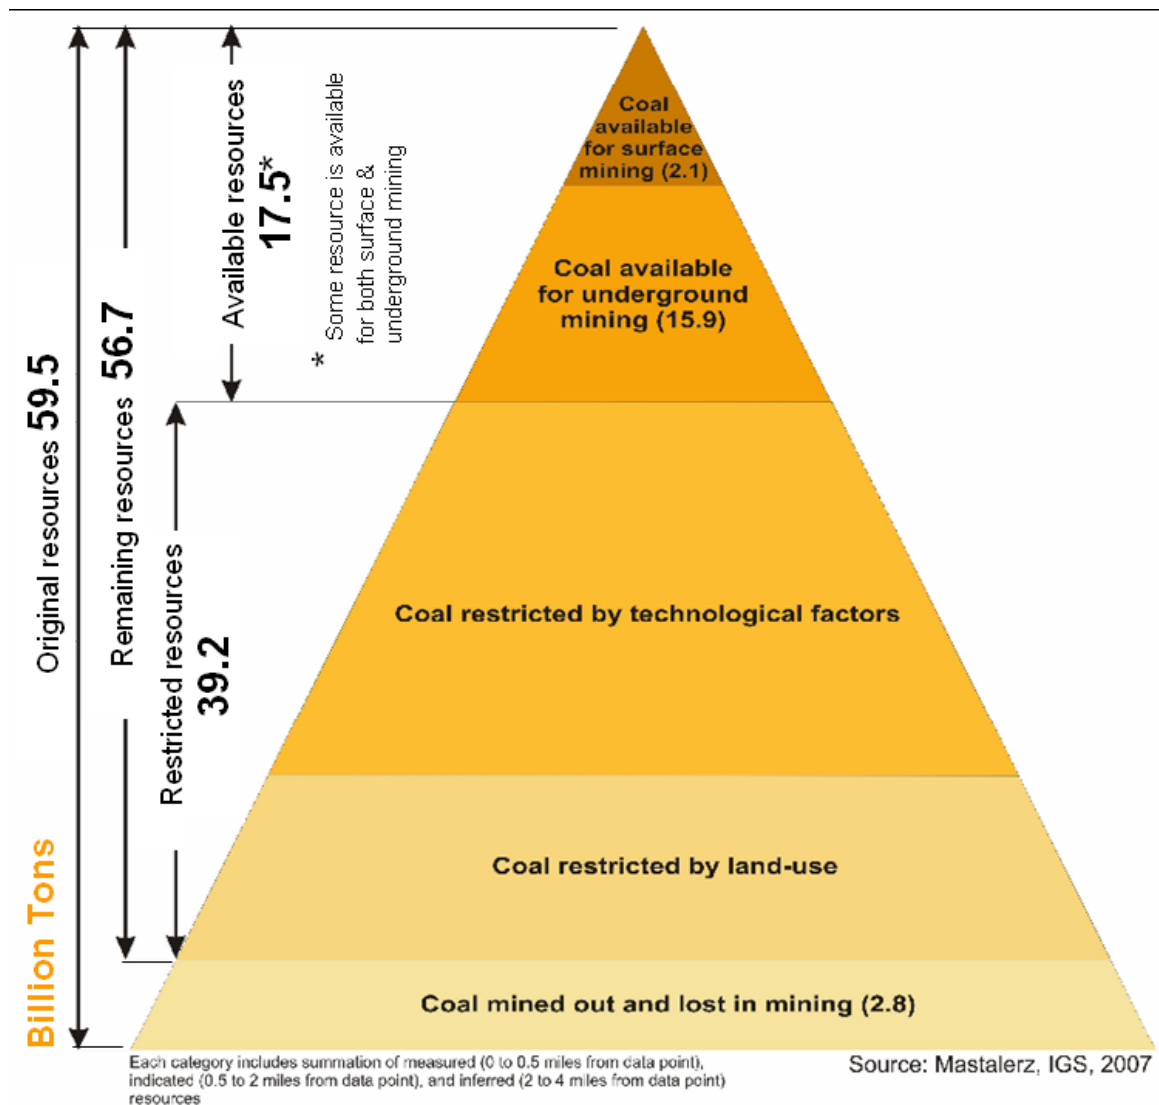 Original resources 59.5
Remaining resources 56.7
Available resources
17.5*
* Some resource is available
for both surface &
underground mining
Restricted resources
39.2
Billion Tons
Coal
available
for surface
mining (2.1)
Coal available
for underground
mining (15.9)
Coal restricted by technological factors
Coal restricted by land-use
Coal mined out and lost in mining (2.8)
Each category includes summation of measured (0 to 0.5 miles from data point),
indicated (0.5 to 2 miles from data point), and inferred (2 to 4 miles from data point)
resources
Source: Mastalerz, IGS, 2007